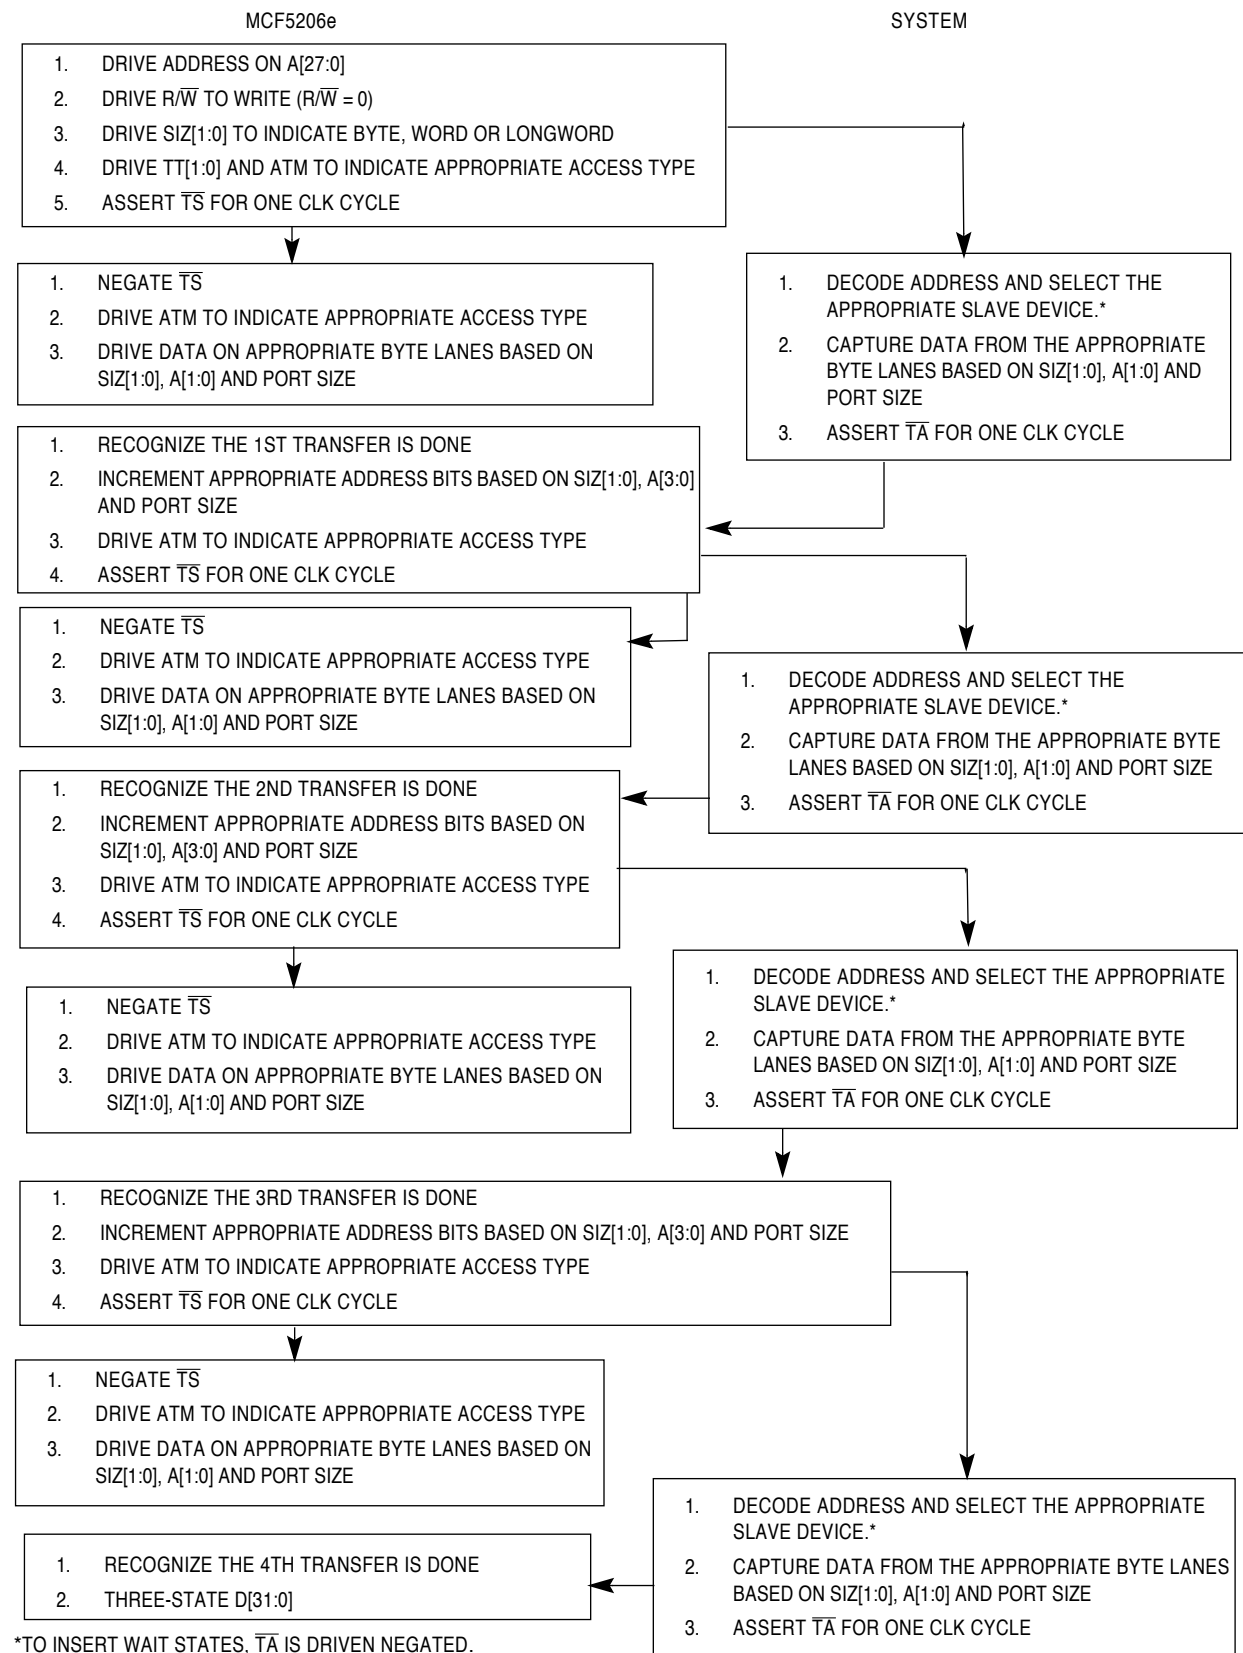 MCF5206e
SYSTEM
1. DRIVE ADDRESS ON A[27:0]
2. DRIVE R/W̅ TO WRITE (R/W̅ = 0)
3. DRIVE SIZ[1:0] TO INDICATE BYTE, WORD OR LONGWORD
4. DRIVE TT[1:0] AND ATM TO INDICATE APPROPRIATE ACCESS TYPE
5. ASSERT T̅S̅ FOR ONE CLK CYCLE
1. NEGATE T̅S̅
2. DRIVE ATM TO INDICATE APPROPRIATE ACCESS TYPE
3. DRIVE DATA ON APPROPRIATE BYTE LANES BASED ON
SIZ[1:0], A[1:0] AND PORT SIZE
1. DECODE ADDRESS AND SELECT THE
APPROPRIATE SLAVE DEVICE.*
2. CAPTURE DATA FROM THE APPROPRIATE
BYTE LANES BASED ON SIZ[1:0], A[1:0] AND
PORT SIZE
3. ASSERT T̅A̅ FOR ONE CLK CYCLE
1. RECOGNIZE THE 1ST TRANSFER IS DONE
2. INCREMENT APPROPRIATE ADDRESS BITS BASED ON SIZ[1:0], A[3:0]
AND PORT SIZE
3. DRIVE ATM TO INDICATE APPROPRIATE ACCESS TYPE
4. ASSERT T̅S̅ FOR ONE CLK CYCLE
1. NEGATE T̅S̅
2. DRIVE ATM TO INDICATE APPROPRIATE ACCESS TYPE
3. DRIVE DATA ON APPROPRIATE BYTE LANES BASED ON
SIZ[1:0], A[1:0] AND PORT SIZE
1. DECODE ADDRESS AND SELECT THE
APPROPRIATE SLAVE DEVICE.*
2. CAPTURE DATA FROM THE APPROPRIATE BYTE
LANES BASED ON SIZ[1:0], A[1:0] AND PORT SIZE
3. ASSERT T̅A̅ FOR ONE CLK CYCLE
1. RECOGNIZE THE 2ND TRANSFER IS DONE
2. INCREMENT APPROPRIATE ADDRESS BITS BASED ON
SIZ[1:0], A[3:0] AND PORT SIZE
3. DRIVE ATM TO INDICATE APPROPRIATE ACCESS TYPE
4. ASSERT T̅S̅ FOR ONE CLK CYCLE
1. NEGATE T̅S̅
2. DRIVE ATM TO INDICATE APPROPRIATE ACCESS TYPE
3. DRIVE DATA ON APPROPRIATE BYTE LANES BASED ON
SIZ[1:0], A[1:0] AND PORT SIZE
1. DECODE ADDRESS AND SELECT THE APPROPRIATE
SLAVE DEVICE.*
2. CAPTURE DATA FROM THE APPROPRIATE BYTE
LANES BASED ON SIZ[1:0], A[1:0] AND PORT SIZE
3. ASSERT T̅A̅ FOR ONE CLK CYCLE
1. RECOGNIZE THE 3RD TRANSFER IS DONE
2. INCREMENT APPROPRIATE ADDRESS BITS BASED ON SIZ[1:0], A[3:0] AND PORT SIZE
3. DRIVE ATM TO INDICATE APPROPRIATE ACCESS TYPE
4. ASSERT T̅S̅ FOR ONE CLK CYCLE
1. NEGATE T̅S̅
2. DRIVE ATM TO INDICATE APPROPRIATE ACCESS TYPE
3. DRIVE DATA ON APPROPRIATE BYTE LANES BASED ON
SIZ[1:0], A[1:0] AND PORT SIZE
1. DECODE ADDRESS AND SELECT THE APPROPRIATE
SLAVE DEVICE.*
2. CAPTURE DATA FROM THE APPROPRIATE BYTE LANES
BASED ON SIZ[1:0], A[1:0] AND PORT SIZE
3. ASSERT T̅A̅ FOR ONE CLK CYCLE
1. RECOGNIZE THE 4TH TRANSFER IS DONE
2. THREE-STATE D[31:0]
*TO INSERT WAIT STATES, T̅A̅ IS DRIVEN NEGATED.